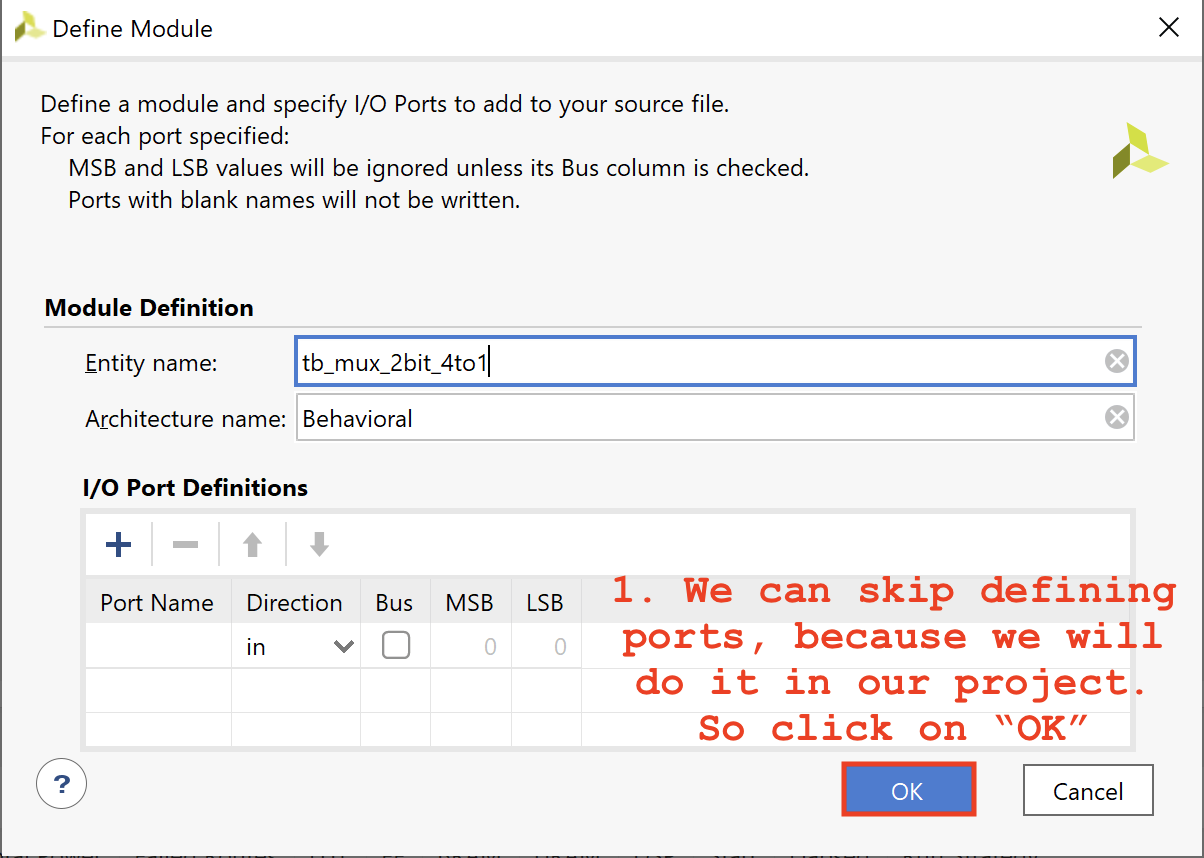 Define Module
Define a module and specify I/O Ports to add to your source file.
For each port specified:
MSB and LSB values will be ignored unless its Bus column is checked.
Ports with blank names will not be written.
Module Definition
Entity name: tb_mux_2bit_4to1
Architecture name: Behavioral
I/O Port Definitions
Port Name Direction Bus MSB LSB
in 0 0
1. We can skip defining
ports, because we will
do it in our project.
So click on “OK”
? OK Cancel